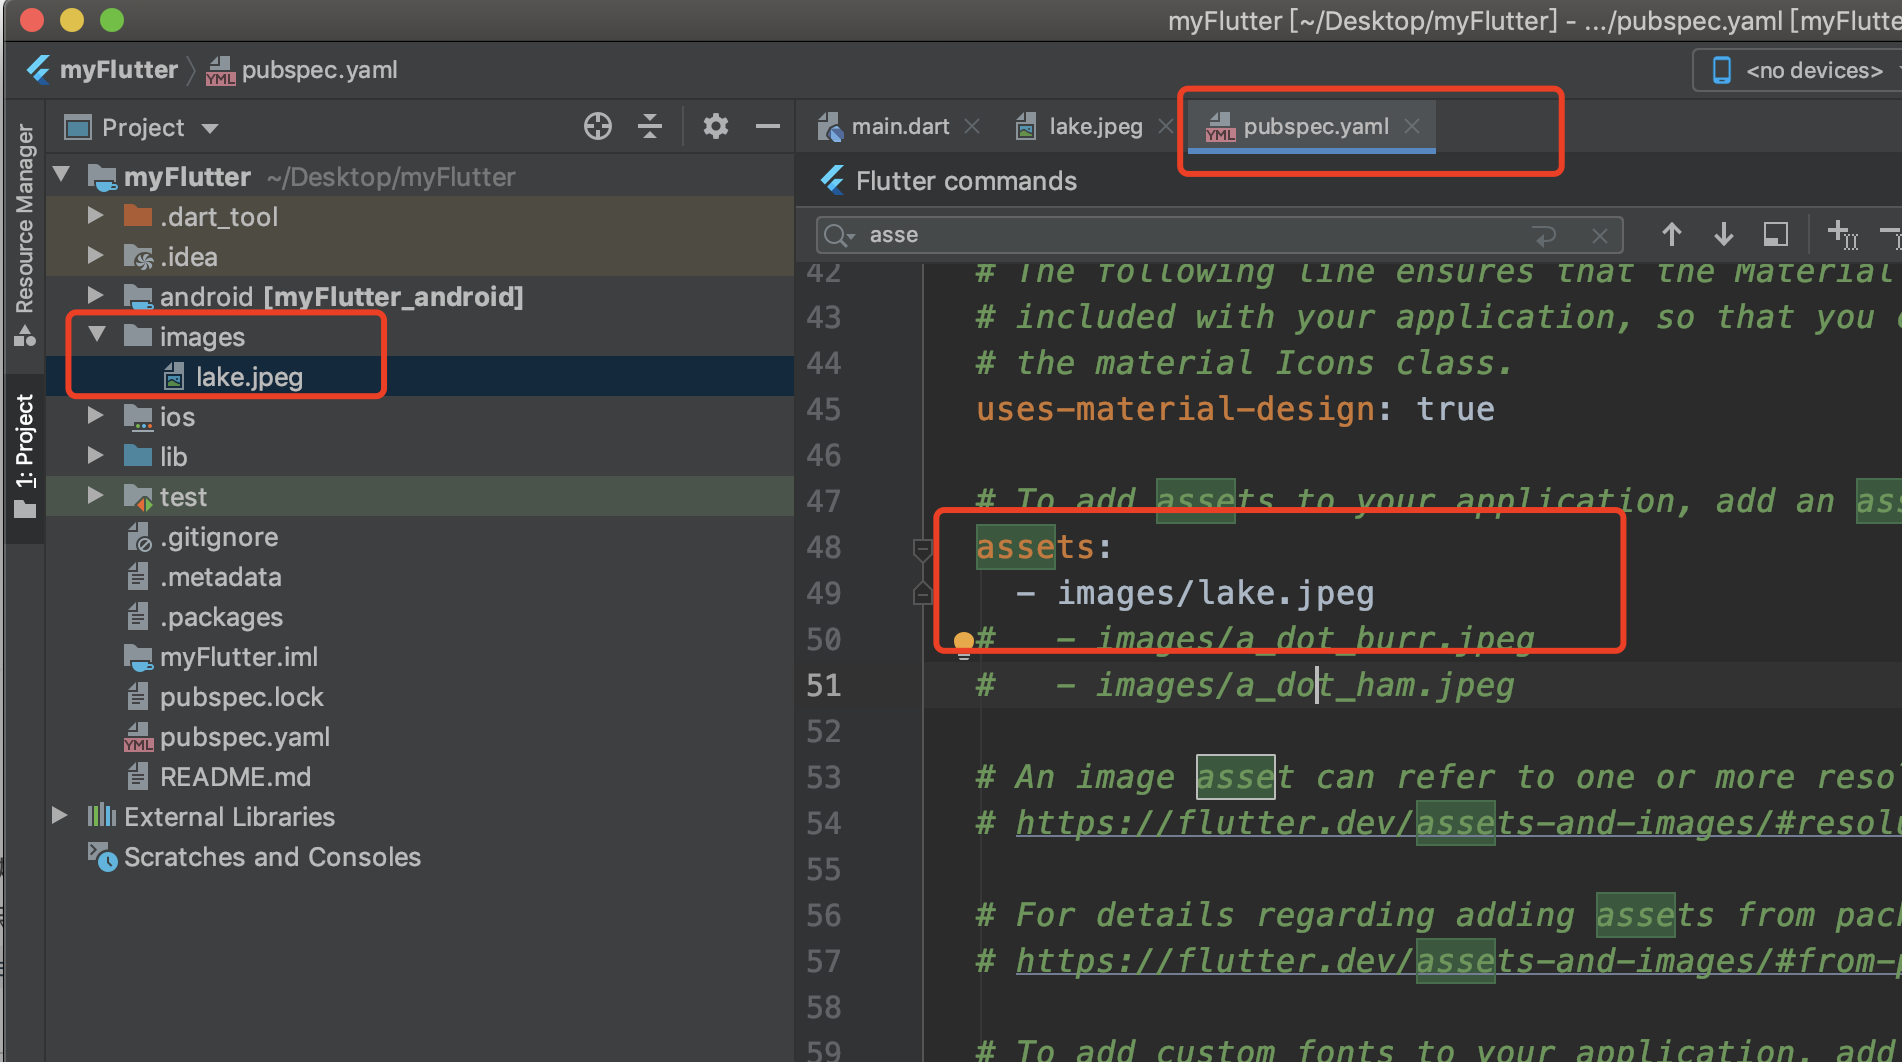 myFlutter [~/Desktop/myFlutter] - .../pubspec.yaml [myFlutte
myFlutter
YML
pubspec.yaml
<no devices>
Resource Manager
1: Project
Project
myFlutter ~/Desktop/myFlutter
.dart_tool
.idea
android [myFlutter_android]
images
lake.jpeg
ios
lib
test
.gitignore
.metadata
.packages
myFlutter.iml
pubspec.lock
YML pubspec.yaml
README.md
External Libraries
Scratches and Consoles
main.dart
lake.jpeg
YML pubspec.yaml
Flutter commands
asse
42 # The following line ensures that the Material
43 # included with your application, so that you
44 # the material Icons class.
45 uses-material-design: true
46
47 # To add assets to your application, add an ass
48 assets:
49 - images/lake.jpeg
50 # - images/a_dot_burr.jpeg
51 # - images/a_dot_ham.jpeg
52
53 # An image asset can refer to one or more reso
54 # https://flutter.dev/assets-and-images/#resol
55
56 # For details regarding adding assets from pac
57 # https://flutter.dev/assets-and-images/#from-
58
59 # To add custom fonts to your application, add